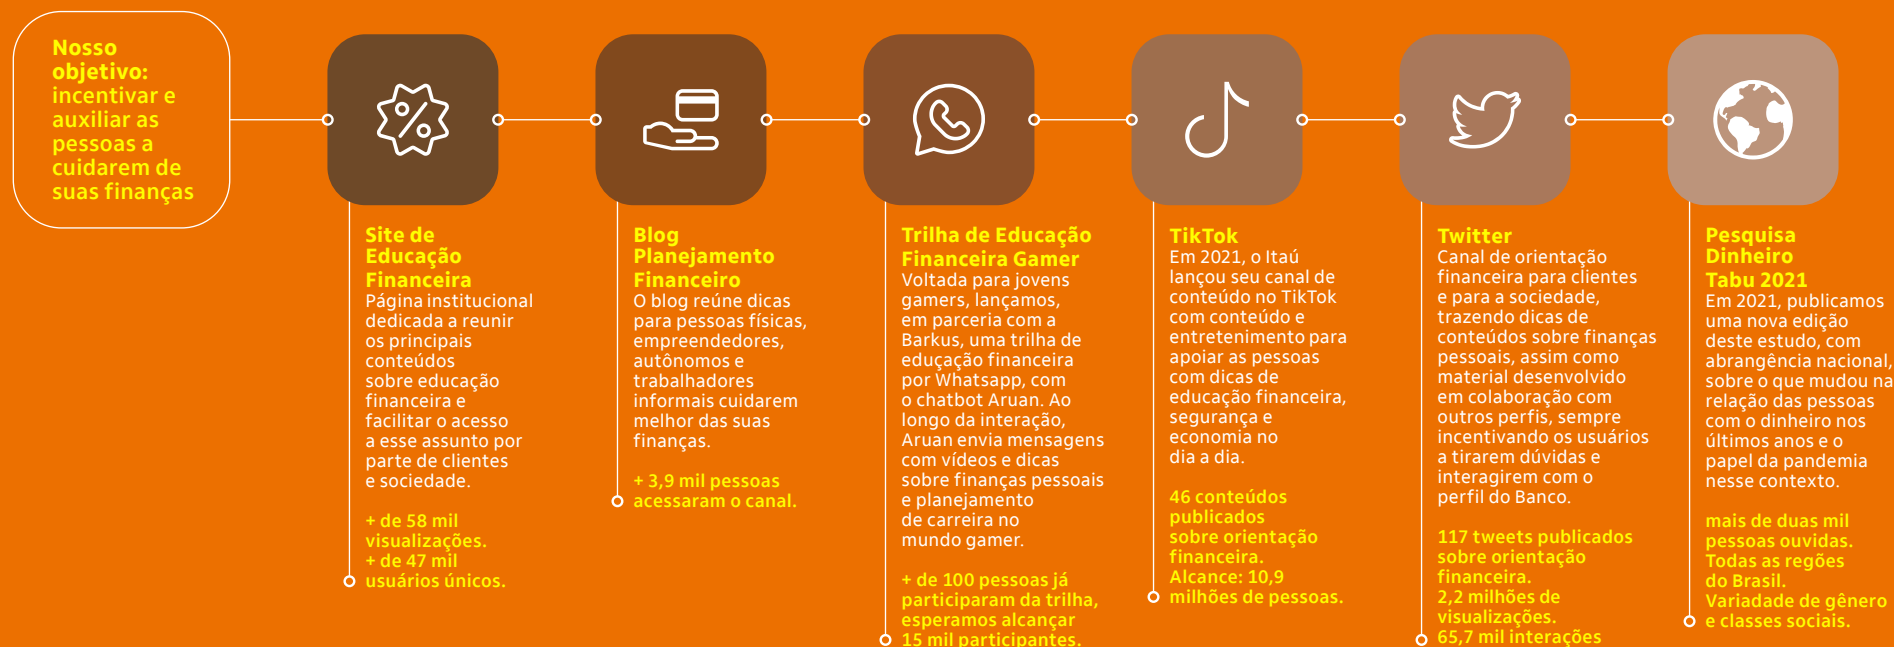 Nosso
objetivo:
incentivar e
auxiliar as
pessoas a
cuidarem de
suas finanças
Site de
Educação
Financeira
Página institucional
dedicada a reunir
os principais
conteúdos
sobre educação
financeira e
facilitar o acesso
a esse assunto por
parte de clientes
e sociedade.
+ de 58 mil
visualizações.
+ de 47 mil
usuários únicos.
Blog
Planejamento
Financeiro
O blog reúne dicas
para pessoas físicas,
empreendedores,
autônomos e
trabalhadores
informais cuidarem
melhor das suas
finanças.
+ 3,9 mil pessoas
acessaram o canal.
Trilha de Educação
Financeira Gamer
Voltada para jovens
gamers, lançamos,
em parceria com a
Barkus, uma trilha de
eduçação financeira
por Whatsapp, com
o chatbot Aruan. Ao
longo da interação,
Aruan envia mensagens
com vídeos e dicas
sobre finanças pessoais
e planejamento
de carreira no
mundo gamer.
+ de 100 pessoas já
participaram da trilha,
esperamos alcançar
15 mil participantes.
TikTok
Em 2021, o Itaú
lançou seu canal de
conteúdo no TikTok
com conteúdo e
entretenimento para
apoiar as pessoas
com dicas de
educação financeira,
segurança e
economia no
dia a dia.
46 conteúdos
publicados
sobre orientação
financeira.
Alcance: 10,9
milhões de pessoas.
Twitter
Canal de orientação
financeira para clientes
e para a sociedade,
trazendo dicas de
conteúdos sobre finanças
pessoais, assim como
material desenvolvido
em colaboração com
outros perfis, sempre
incentivando os usuários
a tirarem dúvidas e
interagirem com o
perfil do Banco.
117 tweets publicados
sobre orientação
financeira.
2,2 milhões de
visualizações.
65,7 mil interações
Pesquisa
Dinheiro
Tabu 2021
Em 2021, publicamos
uma nova edição
deste estudo, com
abrangência nacional,
sobre o que mudou na
relação das pessoas
com o dinheiro nos
últimos anos e o
papel da pandemia
nesse contexto.
mais de duas mil
pessoas ouvidas.
Todas as regiões
do Brasil.
Variadade de gênero
e classes sociais.